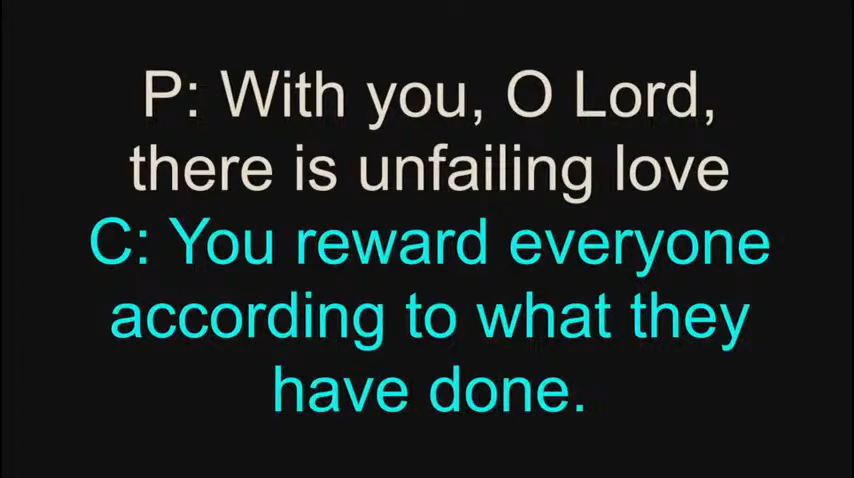 P: With you, O Lord,
there is unfailing love
C: You reward everyone
according to what they
have done.